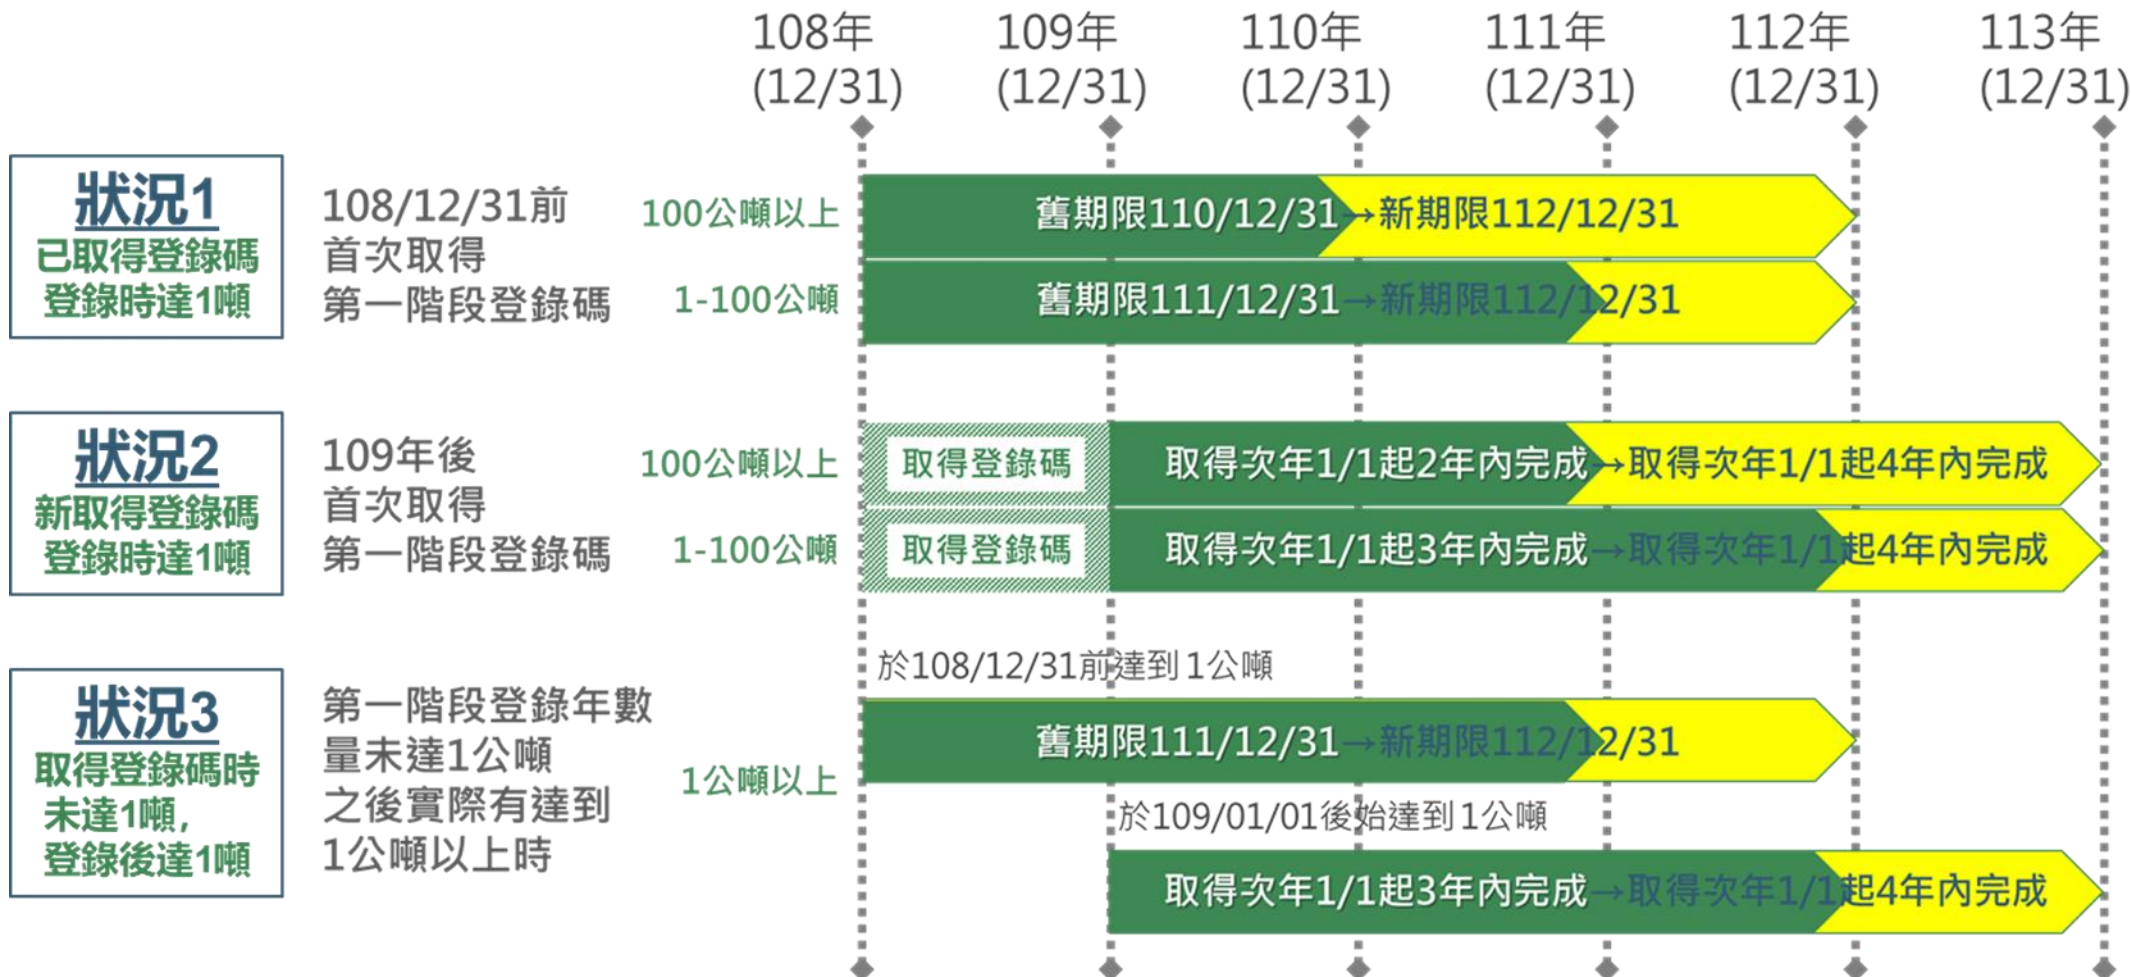 108年
(12/31)
109年
(12/31)
110年
(12/31)
111年
(12/31)
112年
(12/31)
113年
(12/31)
狀況1
已取得登錄碼
登錄時達1噸
108/12/31前
首次取得
第一階段登錄碼
100公噸以上
舊期限110/12/31→新期限112/12/31
1-100公噸
舊期限111/12/31→新期限112/12/31
狀況2
新取得登錄碼
登錄時達1噸
109年後
首次取得
第一階段登錄碼
100公噸以上
取得登錄碼
取得次年1/1起2年內完成→取得次年1/1起4年內完成
1-100公噸
取得登錄碼
取得次年1/1起3年內完成→取得次年1/1起4年內完成
狀況3
取得登錄碼時
未達1噸,
登錄後達1噸
第一階段登錄年數
量未達1公噸
之後實際有達到
1公噸以上時
1公噸以上
於108/12/31前達到1公噸
舊期限111/12/31→新期限112/12/31
於109/01/01後始達到1公噸
取得次年1/1起3年內完成→取得次年1/1起4年內完成